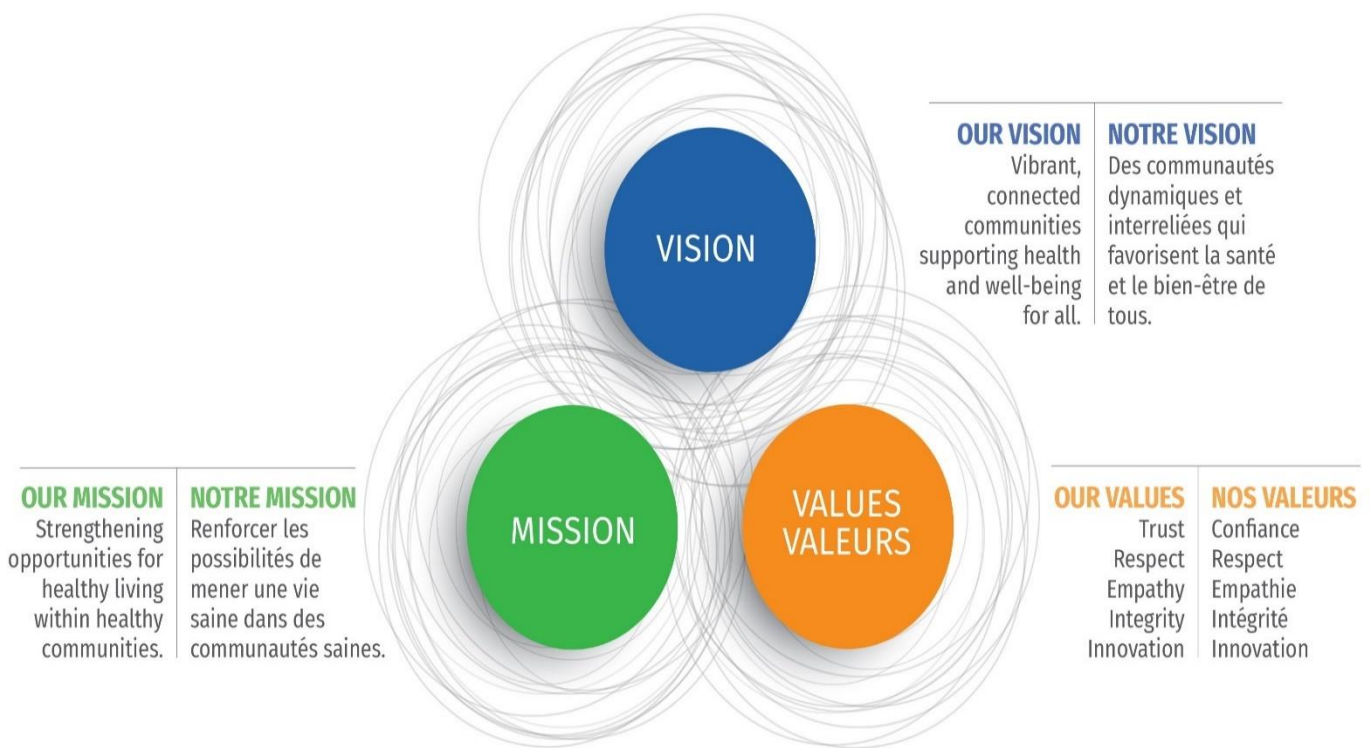 VISION
OUR VISION
Vibrant,
connected
communities
supporting health
and well-being
for all.
NOTRE VISION
Des communautés
dynamiques et
interreliées qui
favorisent la santé
et le bien-être de
tous.
OUR MISSION
Strengthening
opportunities for
healthy living
within healthy
communities.
NOTRE MISSION
Renforcer les
possibilités de
mener une vie
saine dans des
communautés saines.
MISSION
VALUES
VALEURS
OUR VALUES
Trust
Respect
Empathy
Integrity
Innovation
NOS VALEURS
Confiance
Respect
Empathie
Intégrité
Innovation